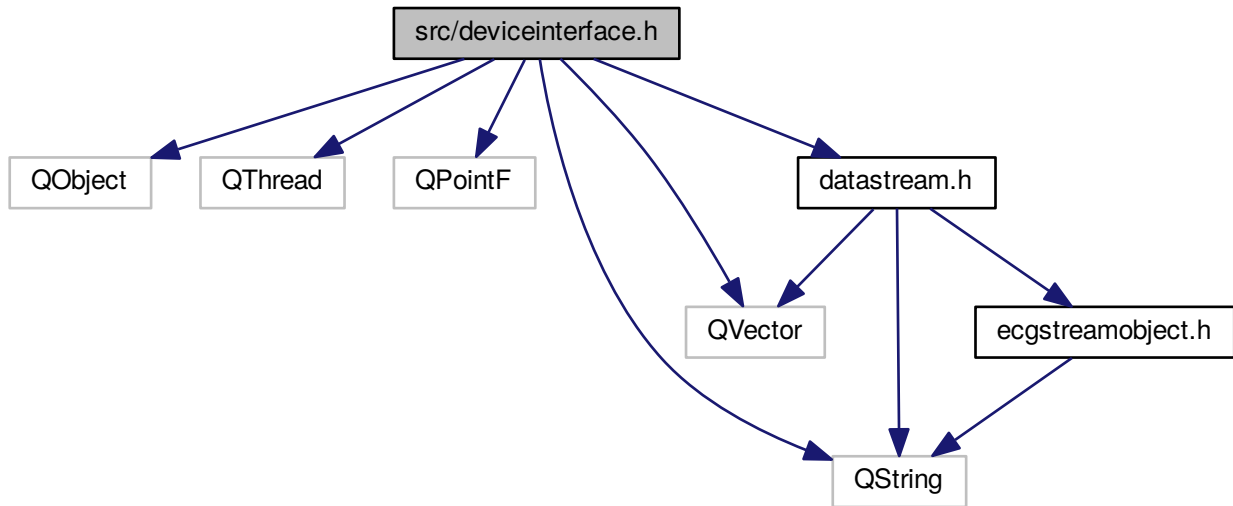 src/deviceinterface.h
QObject
QThread
QPointF
datastream.h
QVector
ecgstreamobject.h
QString